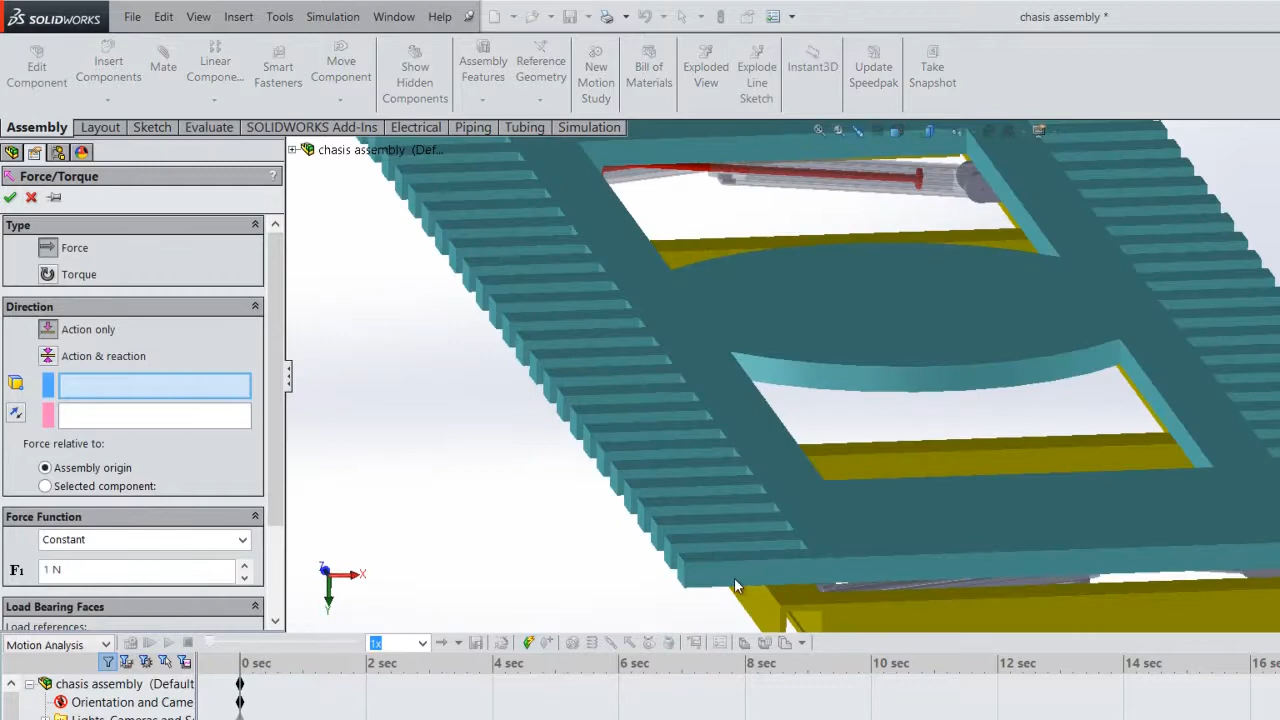 SOLIDWORKS File Edit View Insert Tools Simulation Window Help chasis assembly *
Edit Component
Insert Components
Mate
Linear Compone...
Smart Fasteners
Move Component
Show Hidden Components
Assembly Features
Reference Geometry
New Motion Study
Bill of Materials
Exploded View
Explode Line Sketch
Instant3D
Update Speedpak
Take Snapshot
Assembly Layout Sketch Evaluate SOLIDWORKS Add-Ins Electrical Piping Tubing Simulation
chasis assembly (Def...
Force/Torque ?
Type
Force
Torque
Direction
Action only
Action & reaction
Force relative to:
Assembly origin
Selected component:
Force Function
Constant
F1 1 N
Load Bearing Faces
Load references:
Z X
Y
Motion Analysis 1x
0 sec 2 sec 4 sec 6 sec 8 sec 10 sec 12 sec 14 sec 16 se
chasis assembly (Default
Orientation and Came
Lights, Cameras and S